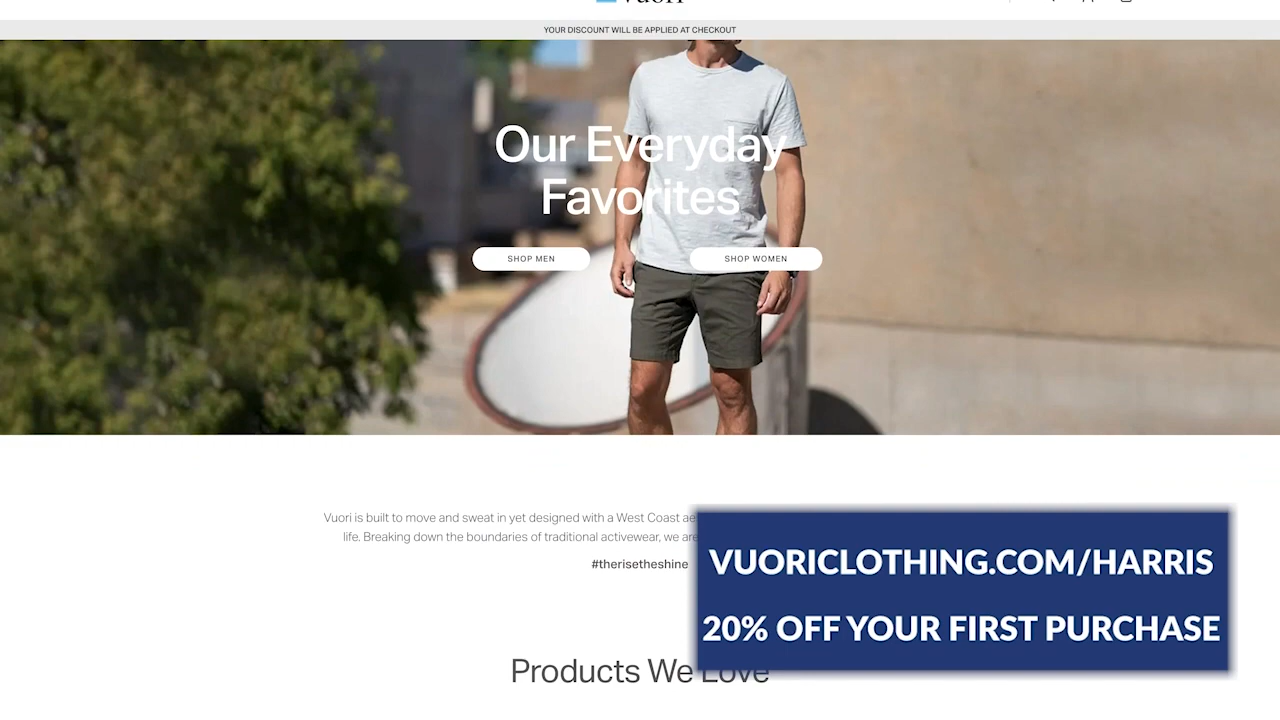 vuori
YOUR DISCOUNT WILL BE APPLIED AT CHECKOUT
Our Everyday
Favorites
SHOP MEN
SHOP WOMEN
Vuori is built to move and sweat in yet designed with a West Coast
life. Breaking down the boundaries of traditional activewear, we are
#therisetheshine
VUORICLOTHING.COM/HARRIS
20% OFF YOUR FIRST PURCHASE
Products We Love